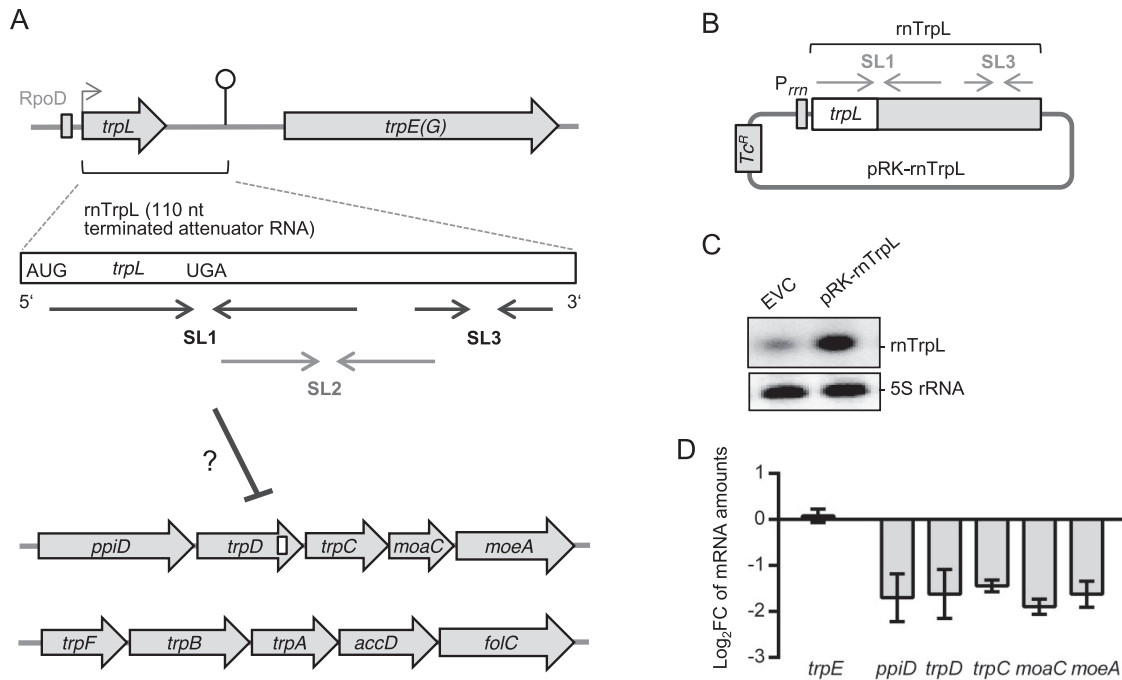 A
RpoD
trpL
trpE(G)
rnTrpL (110 nt
terminated attenuator RNA)
AUG trpL UGA
5‘ 3‘
SL1 SL3
SL2
?
ppiD trpD trpC moaC moeA
trpF trpB trpA accD folC
B
rnTrpL
SL1 SL3
Prrn
trpL
TcR
pRK-rnTrpL
C
EVC pRK-rnTrpL
rnTrpL
5S rRNA
D
Log2FC of mRNA amounts
1
0
-1
-2
-3
trpE ppiD trpD trpC moaC moeA